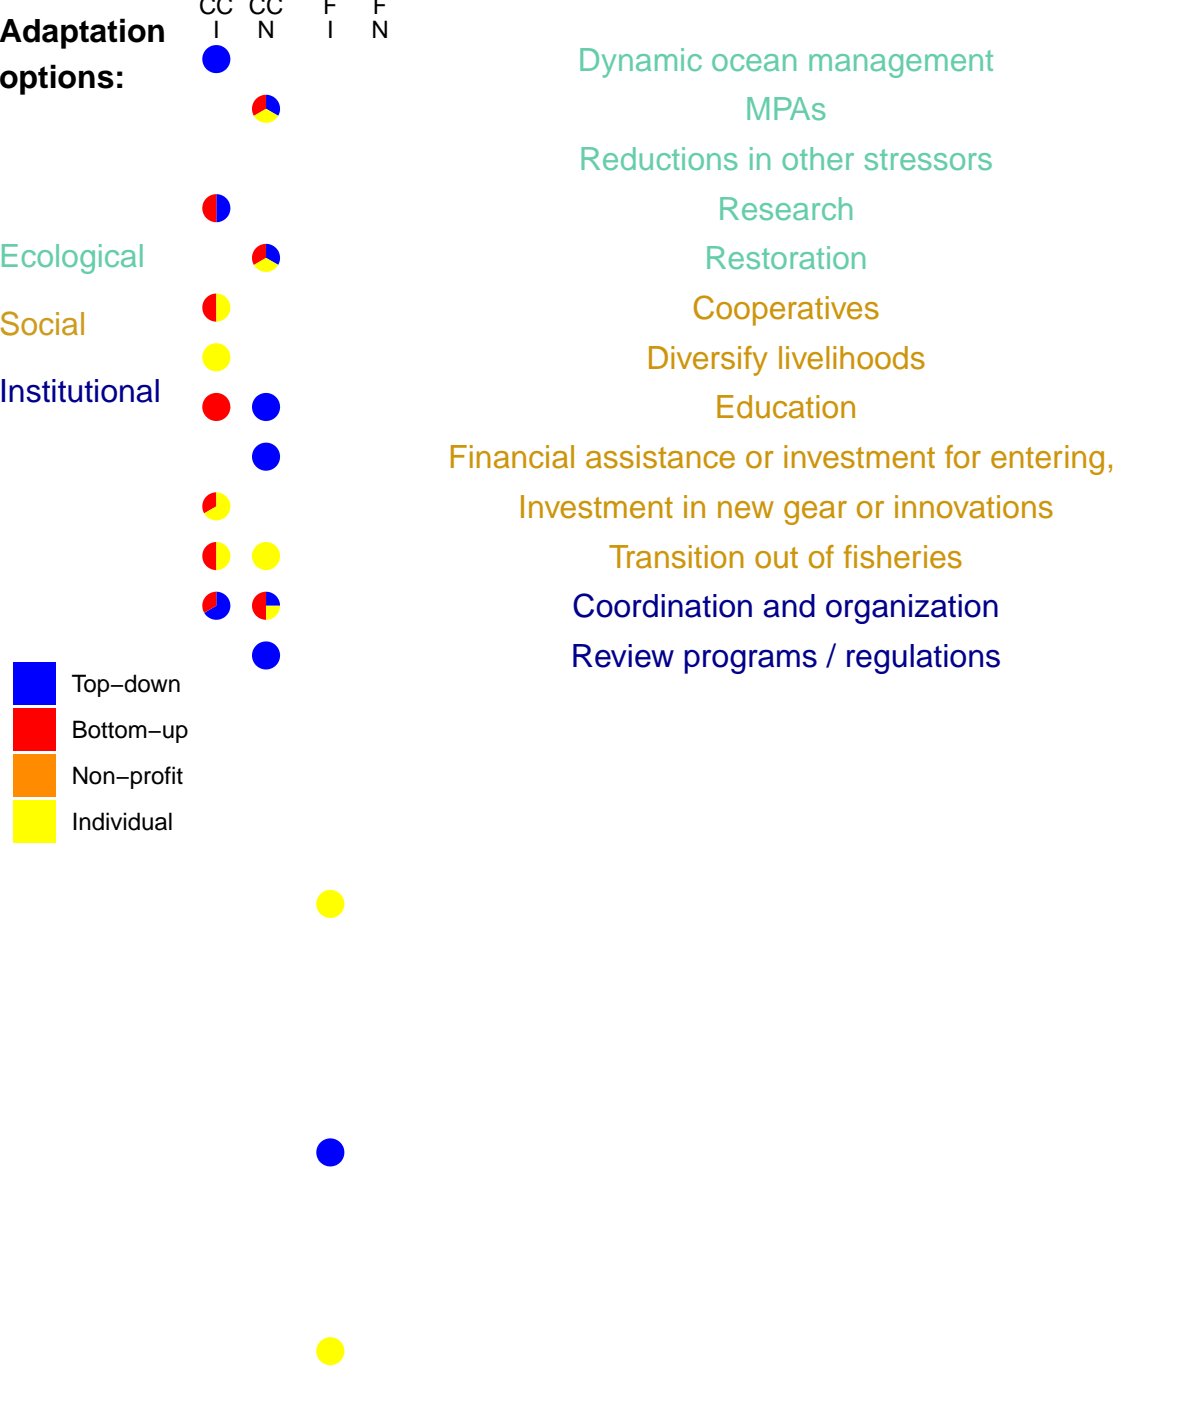 CC CC F F
Adaptation I N I N
options:
Dynamic ocean management
MPAs
Reductions in other stressors
Research
Ecological Restoration
Cooperatives
Social
Diversify livelihoods
Institutional
Education
Financial assistance or investment for entering,
Investment in new gear or innovations
Transition out of fisheries
Coordination and organization
Review programs / regulations
Top−down
Bottom−up
Non−profit
Individual